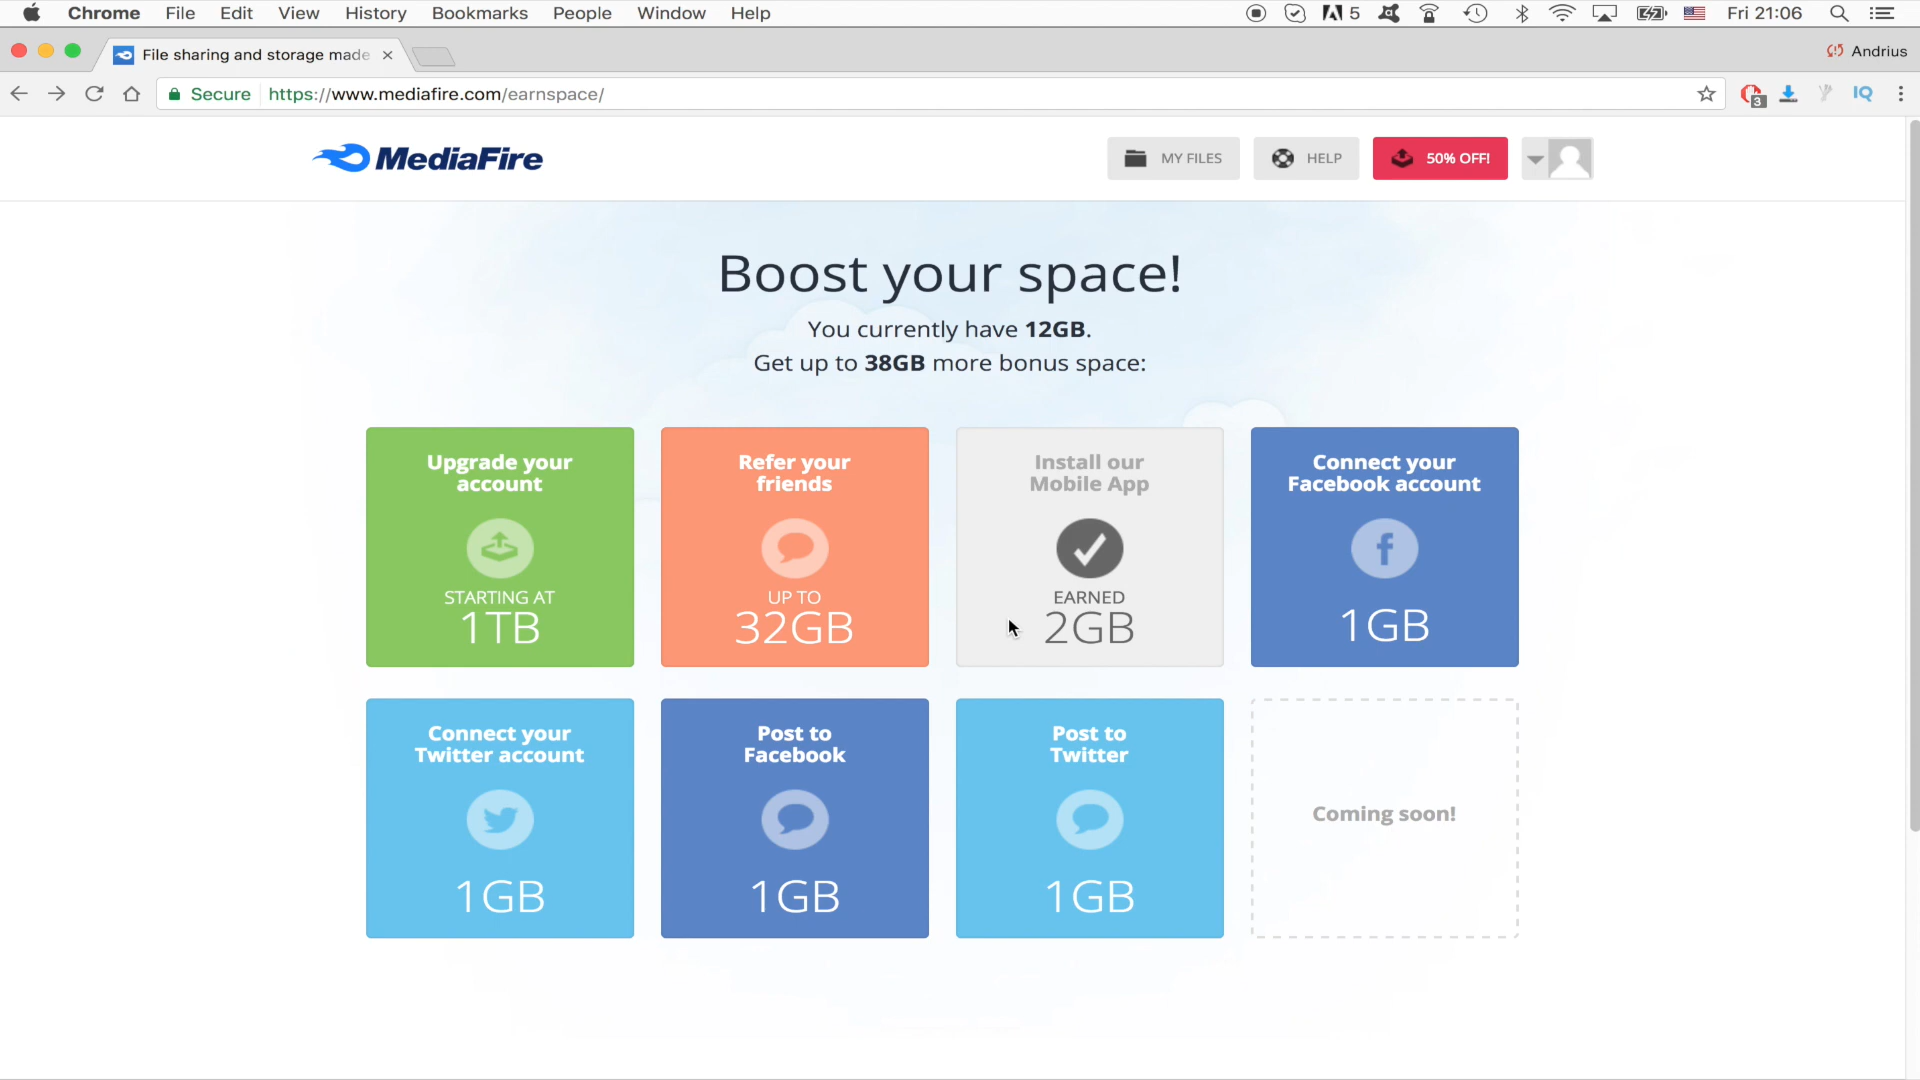 Chrome File Edit View History Bookmarks People Window Help 5 Fri 21:06
File sharing and storage made Andrius
Secure https://www.mediafire.com/earnspace/ 3 IQ
MediaFire MY FILES HELP 50% OFF!
Boost your space!
You currently have 12GB.
Get up to 38GB more bonus space:
Upgrade your
account
STARTING AT
1TB
Refer your
friends
UP TO
32GB
Install our
Mobile App
EARNED
2GB
Connect your
Facebook account
1GB
Connect your
Twitter account
1GB
Post to
Facebook
1GB
Post to
Twitter
1GB
Coming soon!